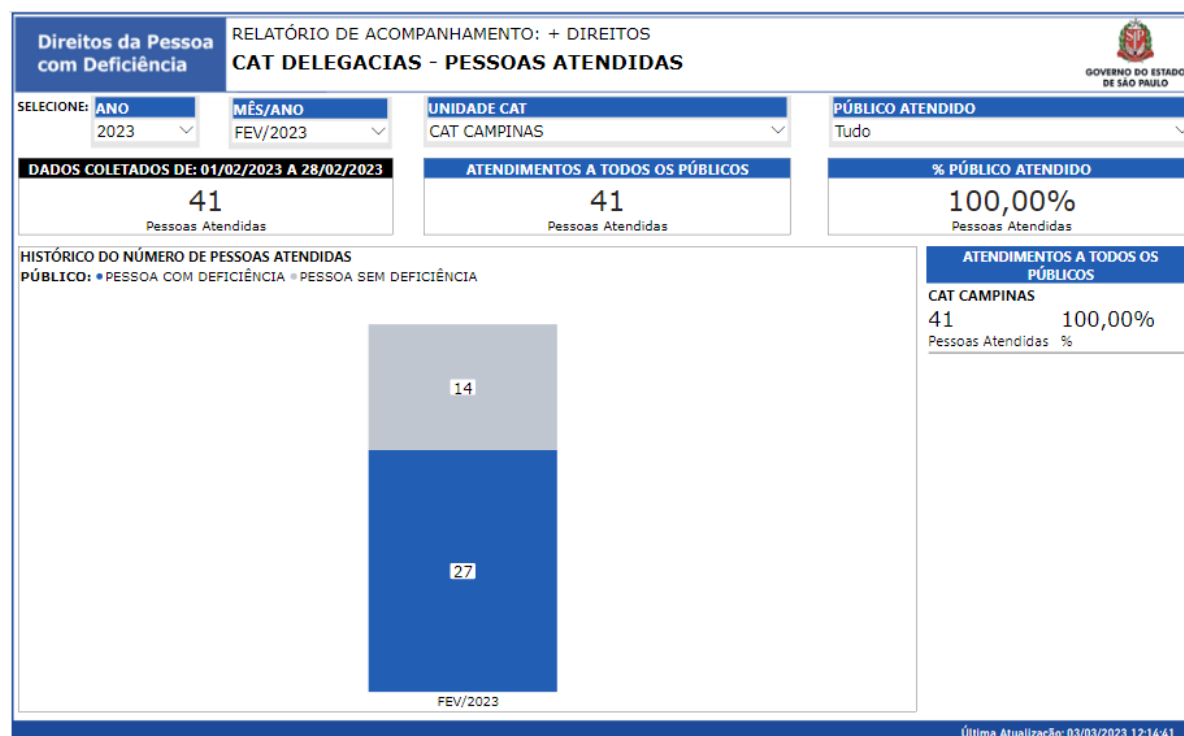 Direitos da Pessoa
com Deficiência
RELATÓRIO DE ACOMPANHAMENTO: + DIREITOS
CAT DELEGACIAS - PESSOAS ATENDIDAS
GOVERNO DO ESTADO
DE SÃO PAULO
SELECIONE:
ANO
2023
MÊS/ANO
FEV/2023
UNIDADE CAT
CAT CAMPINAS
PÚBLICO ATENDIDO
Tudo
DADOS COLETADOS DE: 01/02/2023 A 28/02/2023
41
Pessoas Atendidas
ATENDIMENTOS A TODOS OS PÚBLICOS
41
Pessoas Atendidas
% PÚBLICO ATENDIDO
100,00%
Pessoas Atendidas
HISTÓRICO DO NÚMERO DE PESSOAS ATENDIDAS
PÚBLICO: PESSOA COM DEFICIÊNCIA PESSOA SEM DEFICIÊNCIA
14
27
FEV/2023
ATENDIMENTOS A TODOS OS
PÚBLICOS
CAT CAMPINAS
41 100,00%
Pessoas Atendidas %
Última Atualização: 03/03/2023 12:14:41